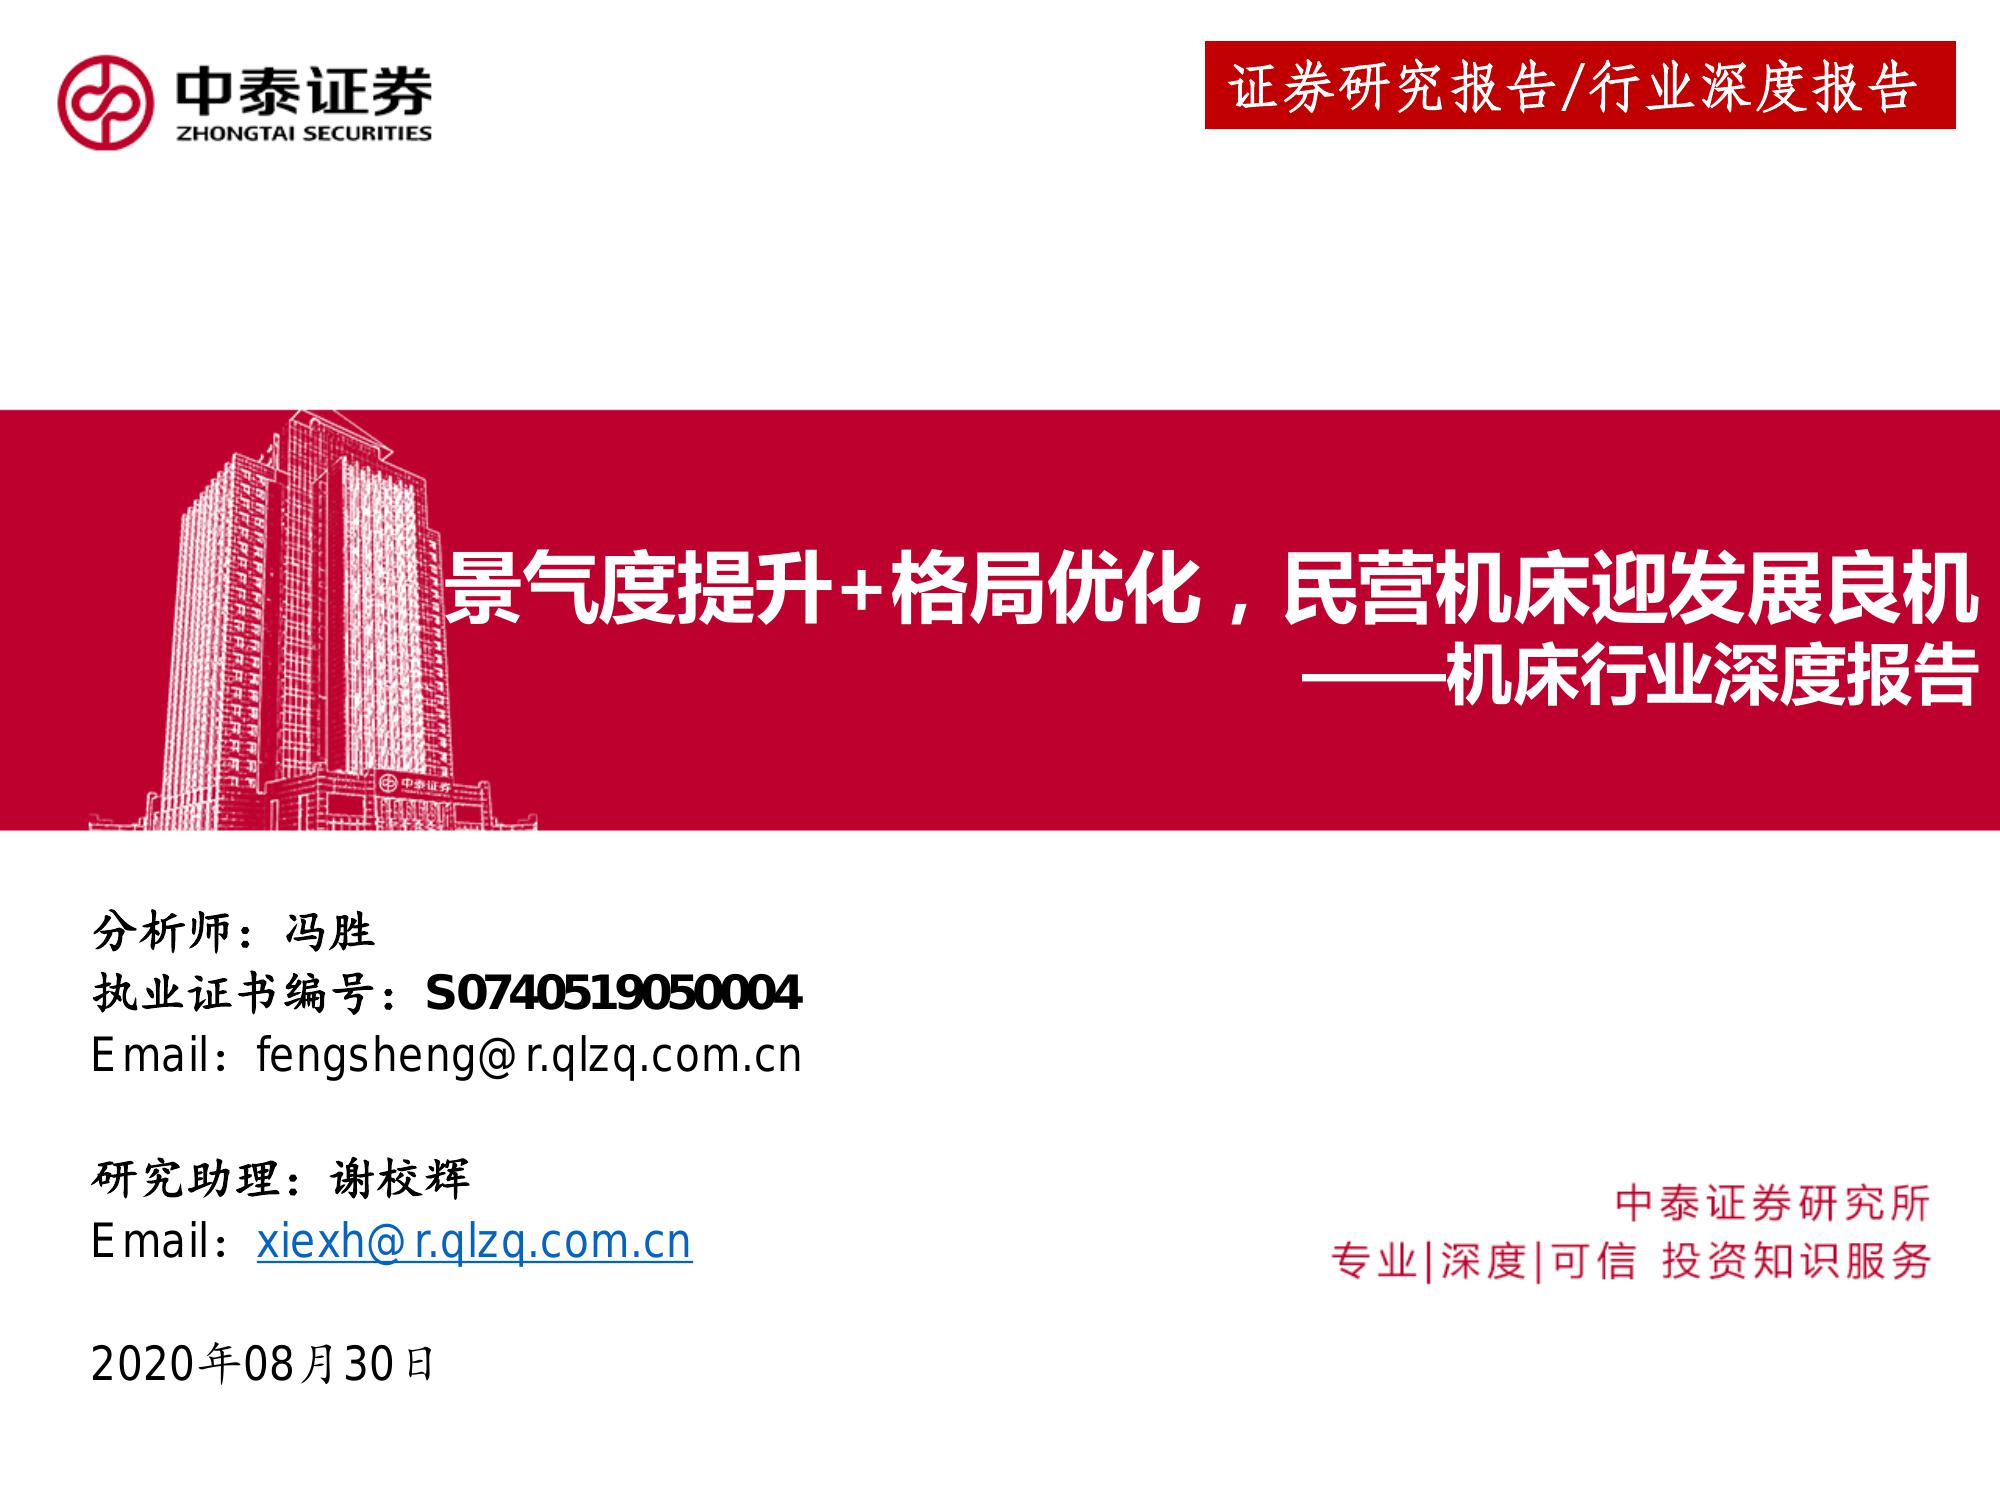 中泰证券
ZHONGTAI SECURITIES
证券研究报告/行业深度报告
景气度提升+格局优化，民营机床迎发展良机
——机床行业深度报告
中泰证券
分析师：冯胜
执业证书编号：S0740519050004
Email：fengsheng@r.qlzq.com.cn
研究助理：谢校辉
Email：xiexh@r.qlzq.com.cn
2020年08月30日
中泰证券研究所
专业|深度|可信 投资知识服务